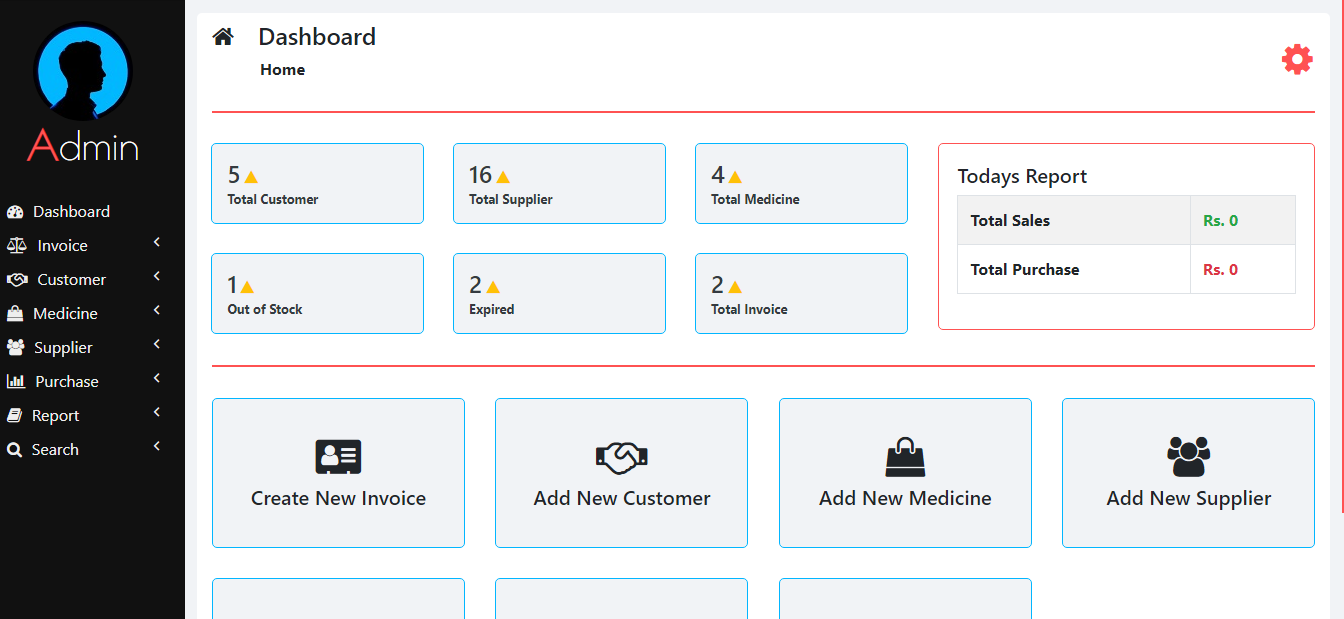 Admin
Dashboard
Invoice
Customer
Medicine
Supplier
Purchase
Report
Search
Dashboard
Home
5
Total Customer
16
Total Supplier
4
Total Medicine
1
Out of Stock
2
Expired
2
Total Invoice
Todays Report
Total Sales Rs. 0
Total Purchase Rs. 0
Create New Invoice
Add New Customer
Add New Medicine
Add New Supplier